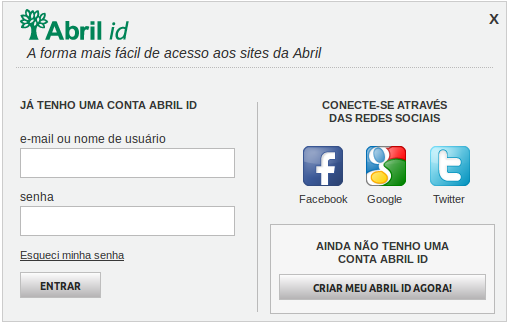 Abril id
A forma mais fácil de acesso aos sites da Abril
X
JÁ TENHO UMA CONTA ABRIL ID
e-mail ou nome de usuário
senha
Esqueci minha senha
ENTRAR
CONECTE-SE ATRAVÉS
DAS REDES SOCIAIS
Facebook Google Twitter
AINDA NÃO TENHO UMA
CONTA ABRIL ID
CRIAR MEU ABRIL ID AGORA!